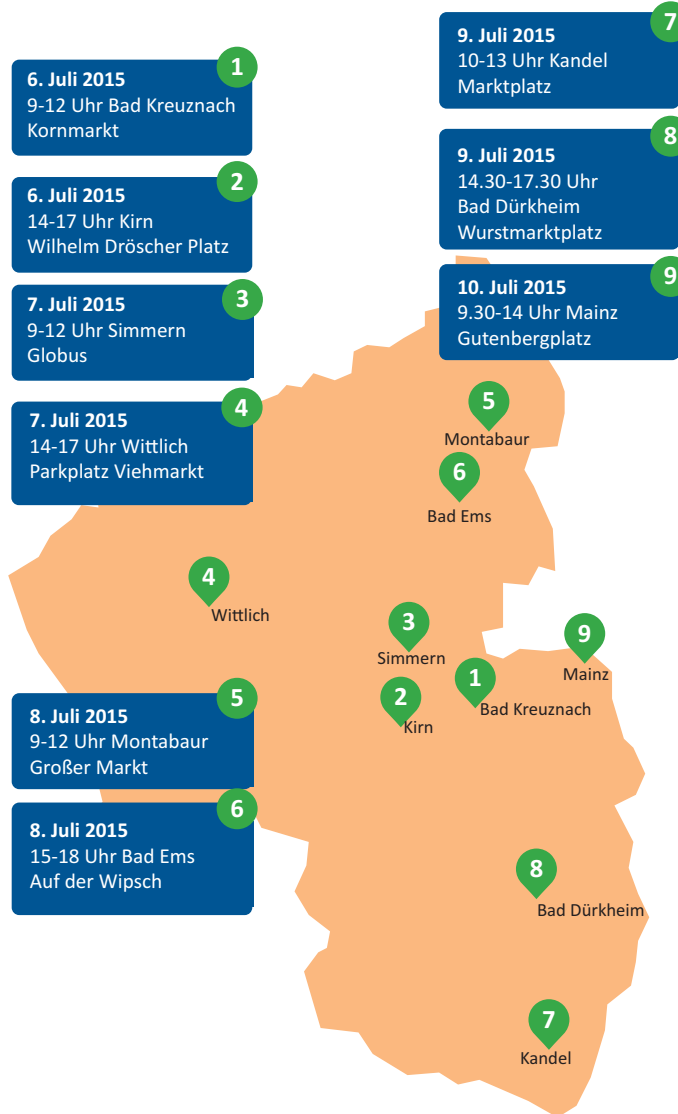 1
6. Juli 2015
9-12 Uhr Bad Kreuznach
Kornmarkt
2
6. Juli 2015
14-17 Uhr Kirn
Wilhelm Dröscher Platz
3
7. Juli 2015
9-12 Uhr Simmern
Globus
4
7. Juli 2015
14-17 Uhr Wittlich
Parkplatz Viehmarkt
5
8. Juli 2015
9-12 Uhr Montabaur
Großer Markt
6
8. Juli 2015
15-18 Uhr Bad Ems
Auf der Wipsch
7
9. Juli 2015
10-13 Uhr Kandel
Marktplatz
8
9. Juli 2015
14.30-17.30 Uhr
Bad Dürkheim
Wurstmarktplatz
9
10. Juli 2015
9.30-14 Uhr Mainz
Gutenbergplatz
5
Montabaur
6
Bad Ems
4
Wittlich
3
Simmern
9
Mainz
1
Bad Kreuznach
2
Kirn
8
Bad Dürkheim
7
Kandel